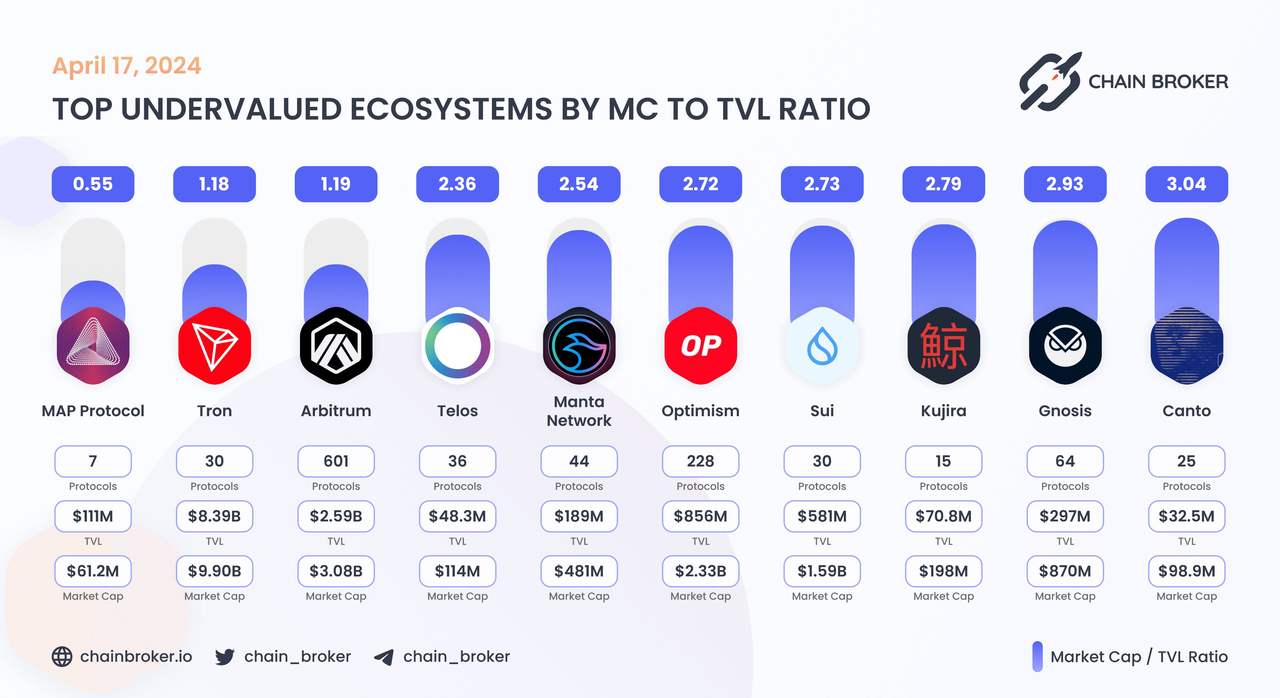 April 17, 2024
TOP UNDERVALUED ECOSYSTEMS BY MC TO TVL RATIO
CHAIN BROKER
0.55 1.18 1.19 2.36 2.54 2.72 2.73 2.79 2.93 3.04
OP 鯨
MAP Protocol Tron Arbitrum Telos Manta Network Optimism Sui Kujira Gnosis Canto
7 30 601 36 44 228 30 15 64 25
Protocols Protocols Protocols Protocols Protocols Protocols Protocols Protocols Protocols Protocols
$111M $8.39B $2.59B $48.3M $189M $856M $581M $70.8M $297M $32.5M
TVL TVL TVL TVL TVL TVL TVL TVL TVL TVL
$61.2M $9.90B $3.08B $114M $481M $2.33B $1.59B $198M $870M $98.9M
Market Cap Market Cap Market Cap Market Cap Market Cap Market Cap Market Cap Market Cap Market Cap Market Cap
chainbroker.io chain_broker chain_broker
Market Cap / TVL Ratio